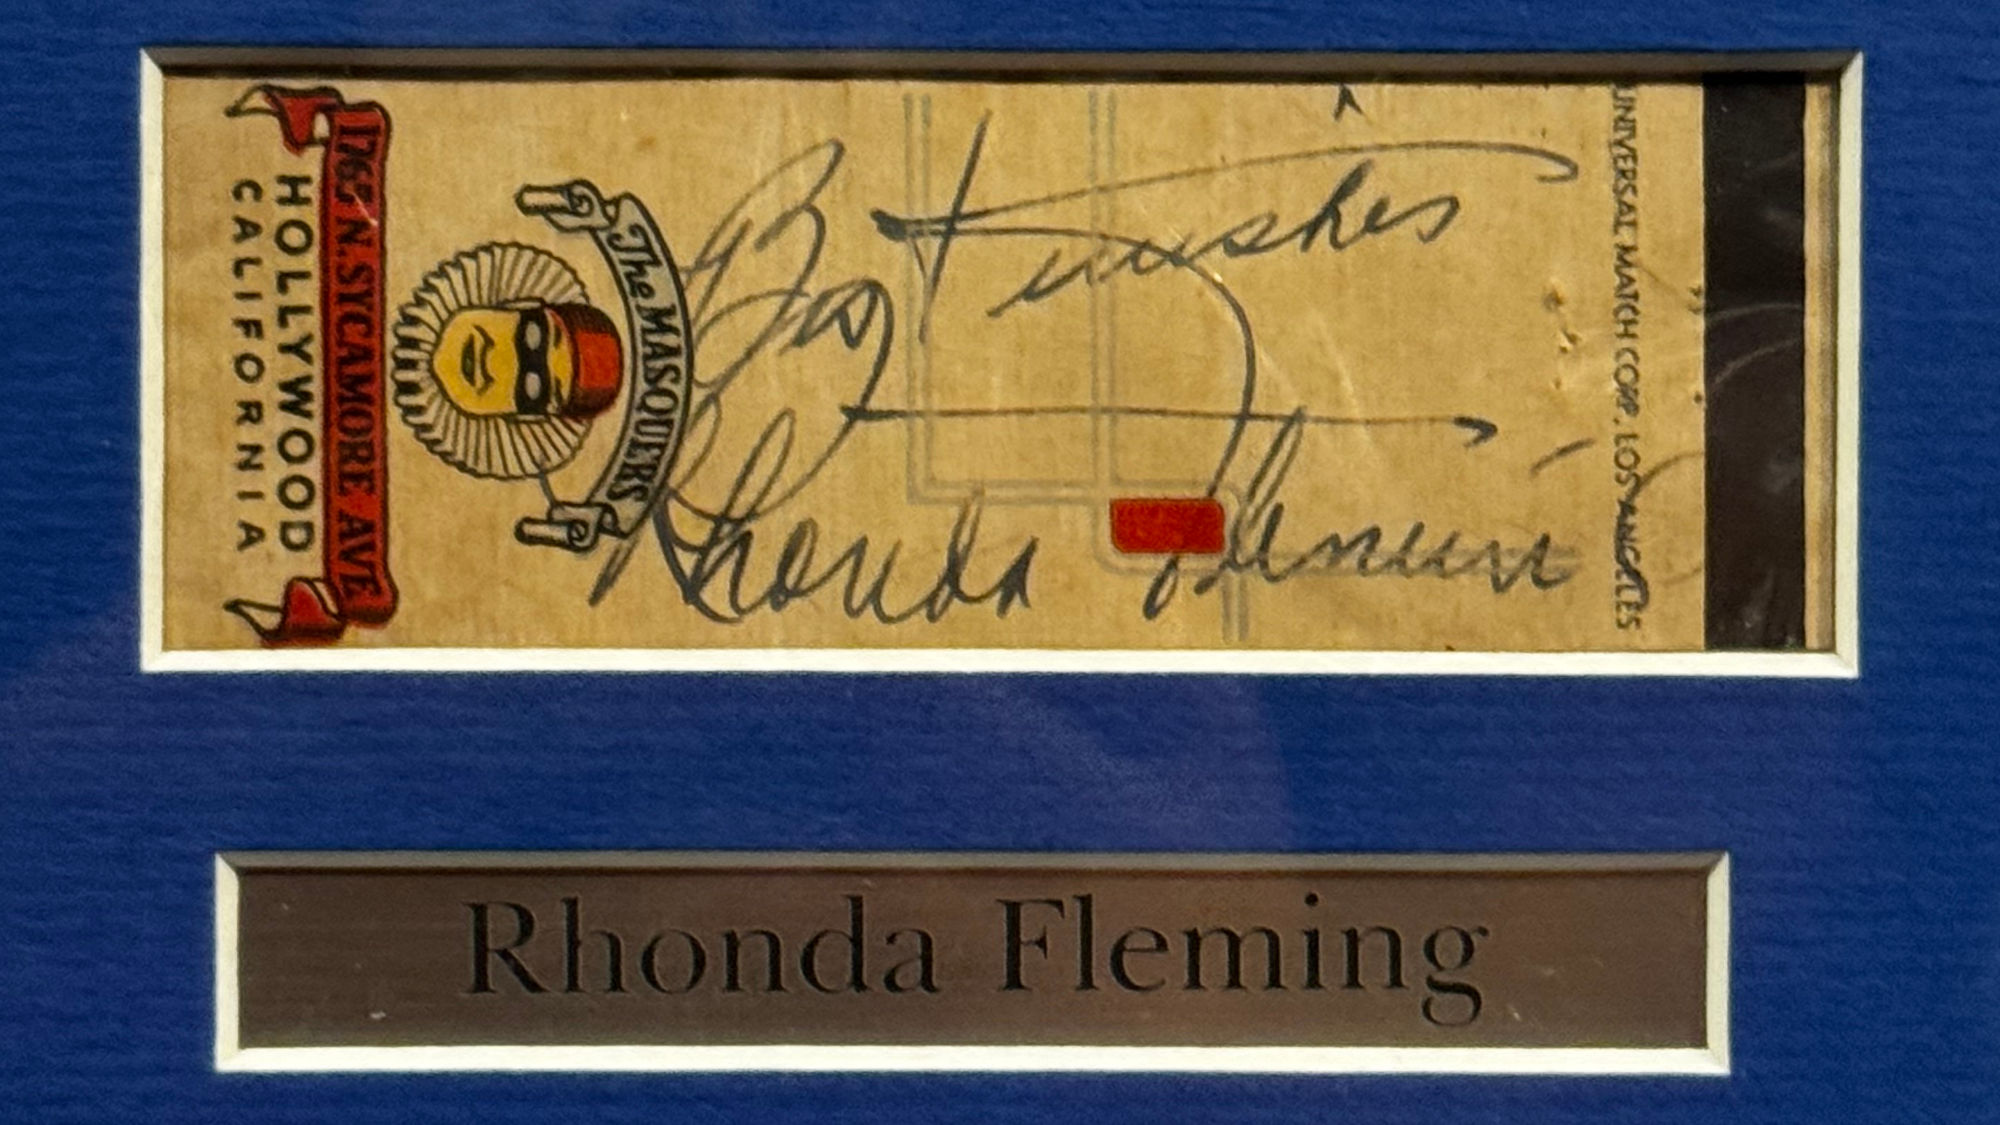 The MASQUERS
1765 N. SYCAMORE AVE
HOLLYWOOD
CALIFORNIA
Best wishes
Rhonda Fleming
UNIVERSAL MATCH CORP., LOS ANGELES
Rhonda Fleming